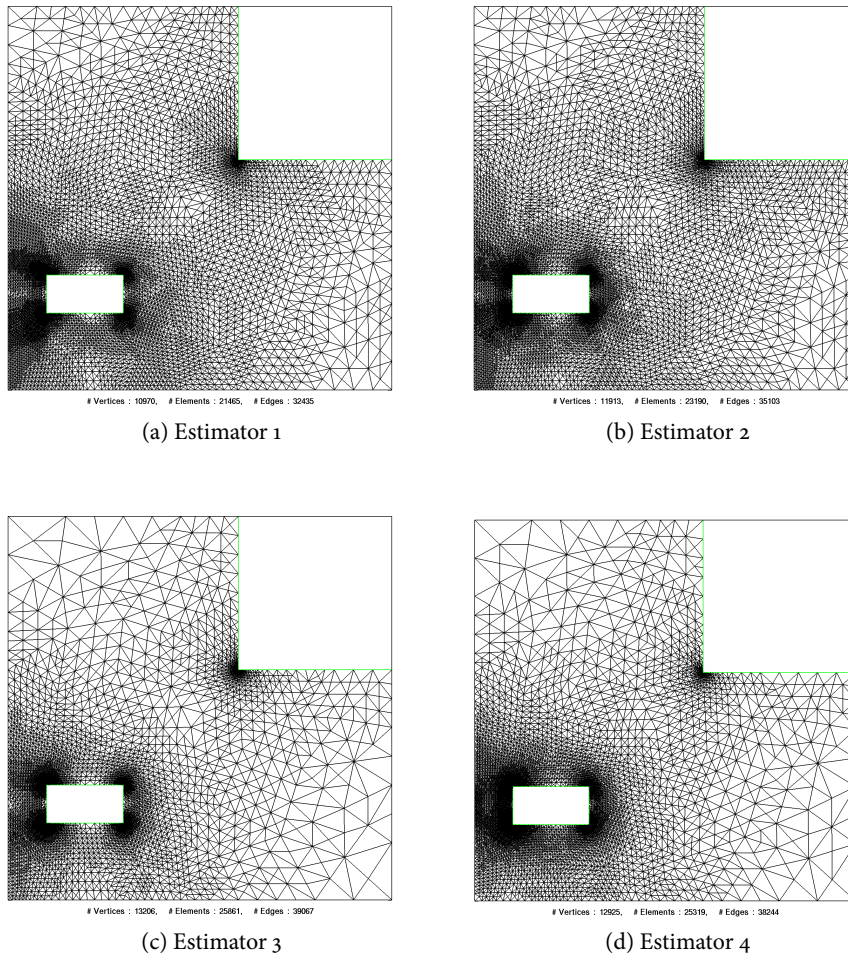 # Vertices : 10970, # Elements : 21465, # Edges : 32435
(a) Estimator 1
# Vertices : 11913, # Elements : 23190, # Edges : 35103
(b) Estimator 2
# Vertices : 13206, # Elements : 25861, # Edges : 39067
(c) Estimator 3
# Vertices : 12925, # Elements : 25319, # Edges : 38244
(d) Estimator 4